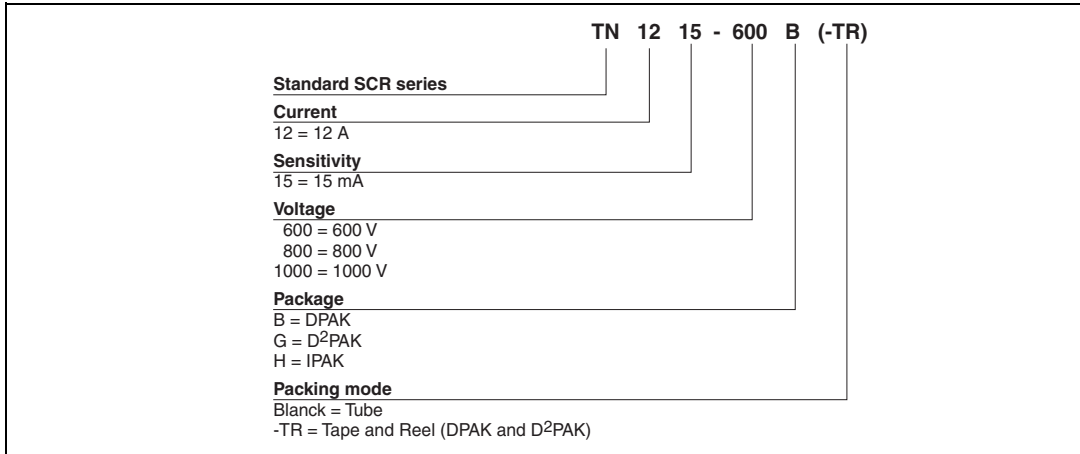 TN 12 15 - 600 B (-TR)
Standard SCR series
Current
12 = 12 A
Sensitivity
15 = 15 mA
Voltage
600 = 600 V
800 = 800 V
1000 = 1000 V
Package
B = DPAK
G = D²PAK
H = IPAK
Packing mode
Blanck = Tube
-TR = Tape and Reel (DPAK and D²PAK)